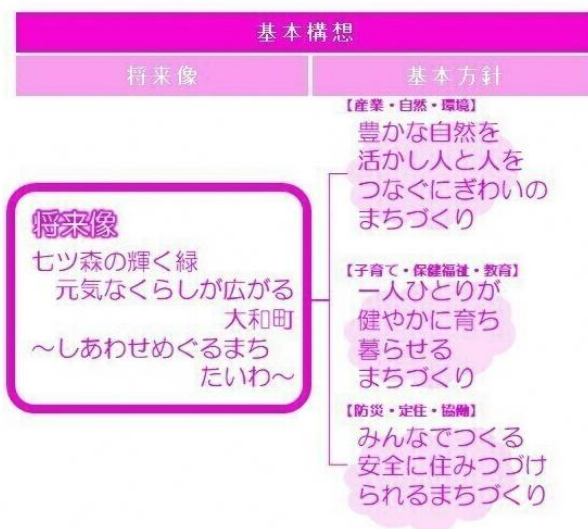 基本構想
将来像
基本方針
将来像
七ツ森の輝く緑
元気なくらしが広がる
大和町
～しあわせめぐるまち
たいわ～
【産業・自然・環境】
豊かな自然を
活かし人と人を
つなぐにぎわいの
まちづくり
【子育て・保健福祉・教育】
一人ひとりが
健やかに育ち
暮らせる
まちづくり
【防災・定住・協働】
みんなでつくる
安全に住みつづけ
られるまちづくり